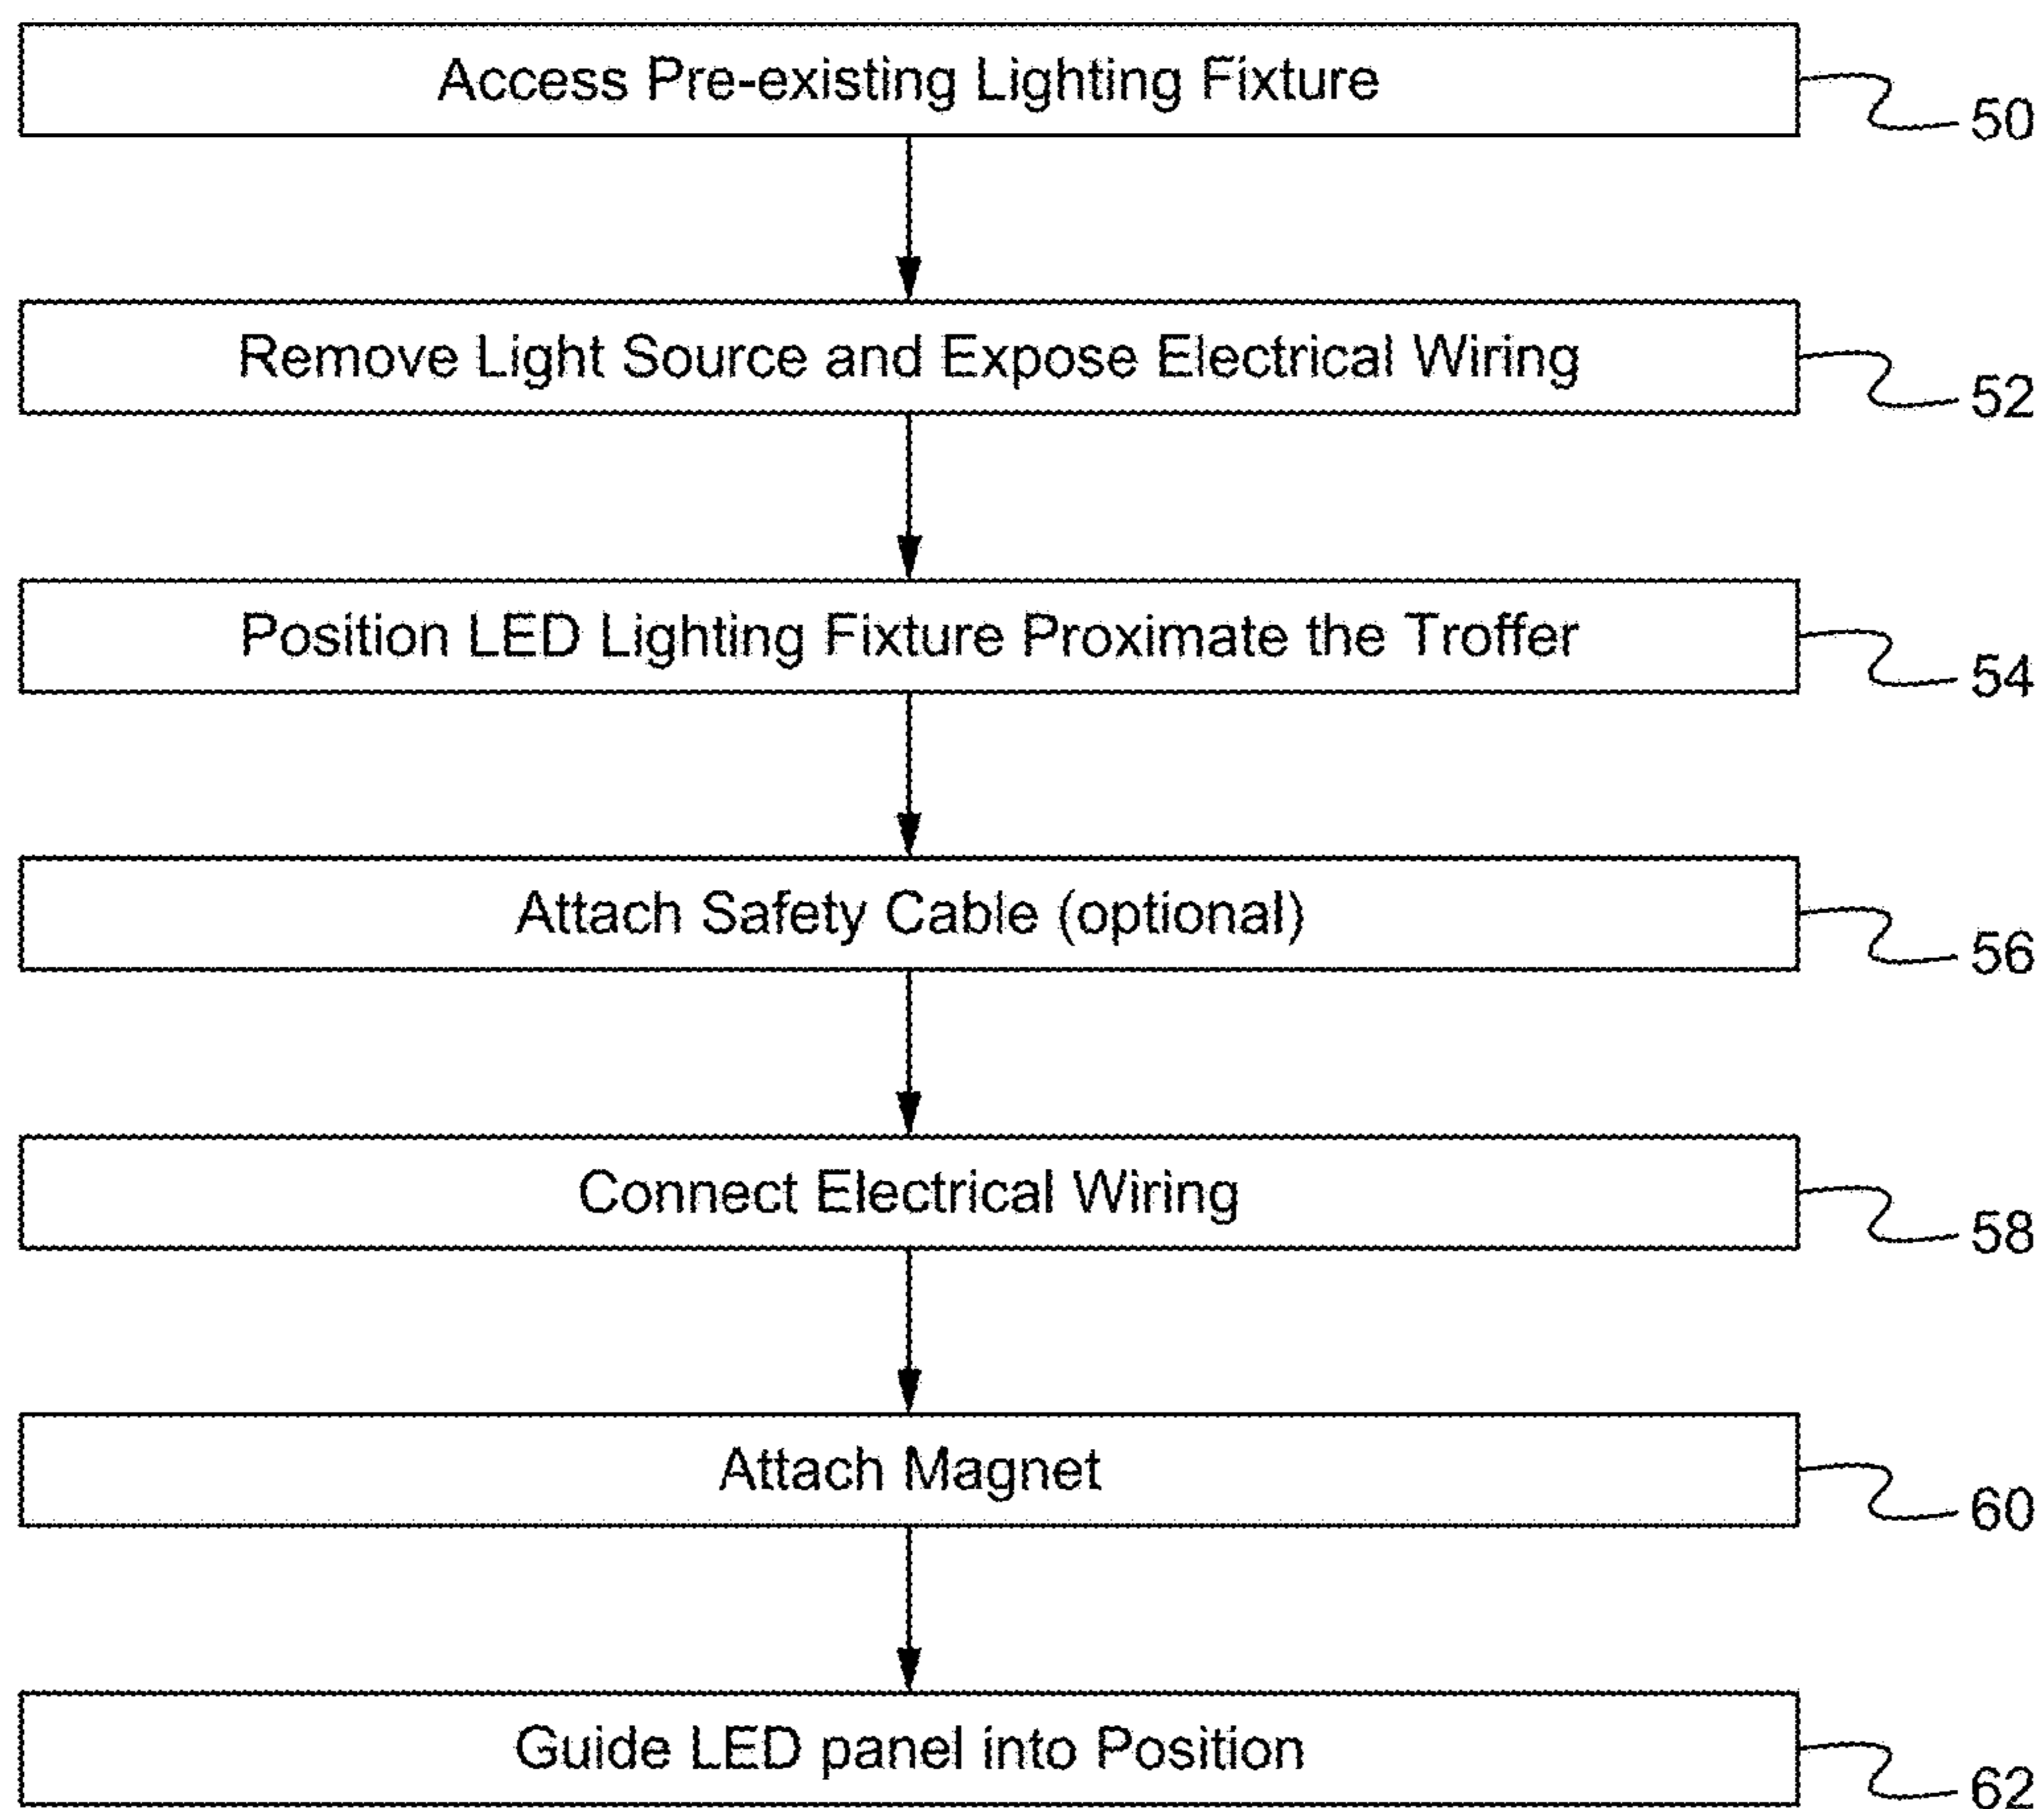 Access Pre-existing Lighting Fixture
50
Remove Light Source and Expose Electrical Wiring
52
Position LED Lighting Fixture Proximate the Troffer
54
Attach Safety Cable (optional)
56
Connect Electrical Wiring
58
Attach Magnet
60
Guide LED panel into Position
62